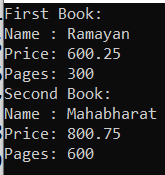 First Book:
Name : Ramayan
Price: 600.25
Pages: 300
Second Book:
Name : Mahabharat
Price: 800.75
Pages: 600